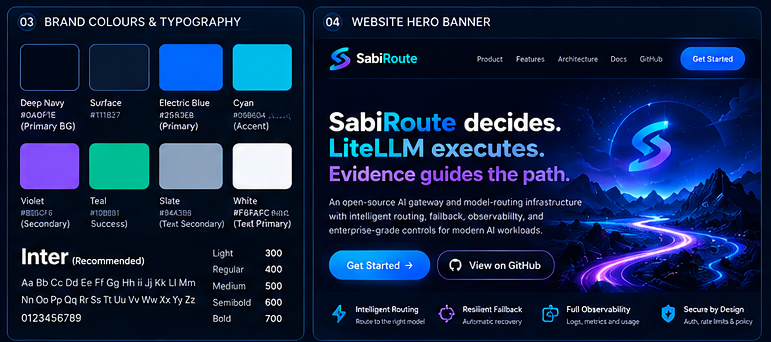 03 BRAND COLOURS & TYPOGRAPHY
Deep Navy
#0A0F1E
(Primary BG)
Surface
#111827
Electric Blue
(Primary)
Cyan
(Accent)
Violet
(Secondary)
Teal
Success)
Slate
(Text Secondary)
White
(Text Primary)
Inter (Recommended)
Aa Bb Cc Dd Ee Ff Gg Hh ii Jj Kk Ll Mm
Nn Oo Pp Qq Rr Ss Tt Uu Vv Ww Xx Yy Zz
0123456789
Light 300
Regular 400
Medium 500
Semibold 600
Bold 700
04 WEBSITE HERO BANNER
SabiRoute
Product Features Architecture Docs GitHub Get Started
SabiRoute decides.
LiteLLM executes.
Evidence guides the path.
An open-source AI gateway and model-routing infrastructure
with intelligent routing, failback, observability, and
enterprise-grade controls for modern AI workloads.
Get Started → View on GitHub
Intelligent Routing
Route to the right model
Resilient Failback
Automatic recovery
Full Observability
Logs, metrics and usage
Secure by Design
Auth, rate limits & policy